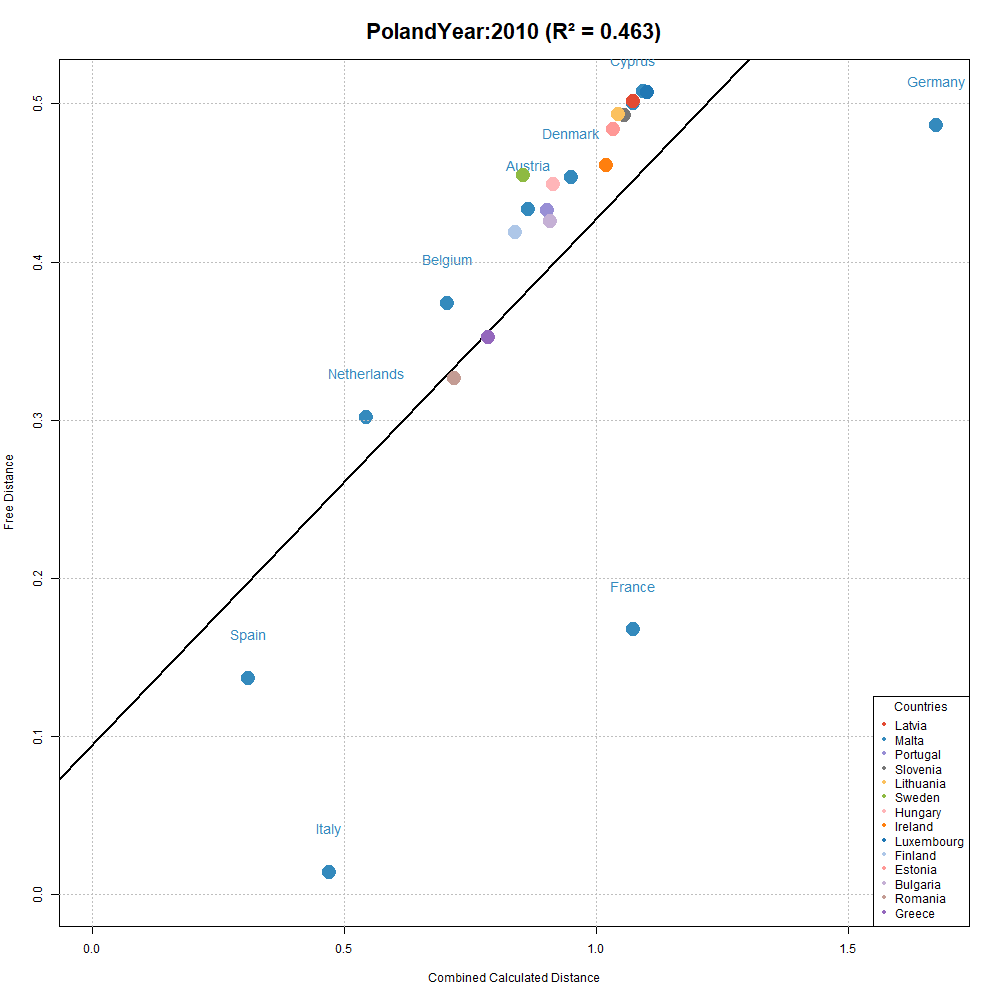 PolandYear:2010 (R² = 0.463)
Cyprus
Germany
Denmark
Austria
Belgium
Netherlands
France
Spain
Italy
0.5
0.4
0.3
0.2
0.1
0.0
Free Distance
0.0
0.5
1.0
1.5
Combined Calculated Distance
Countries
Latvia
Malta
Portugal
Slovenia
Lithuania
Sweden
Hungary
Ireland
Luxembourg
Finland
Estonia
Bulgaria
Romania
Greece